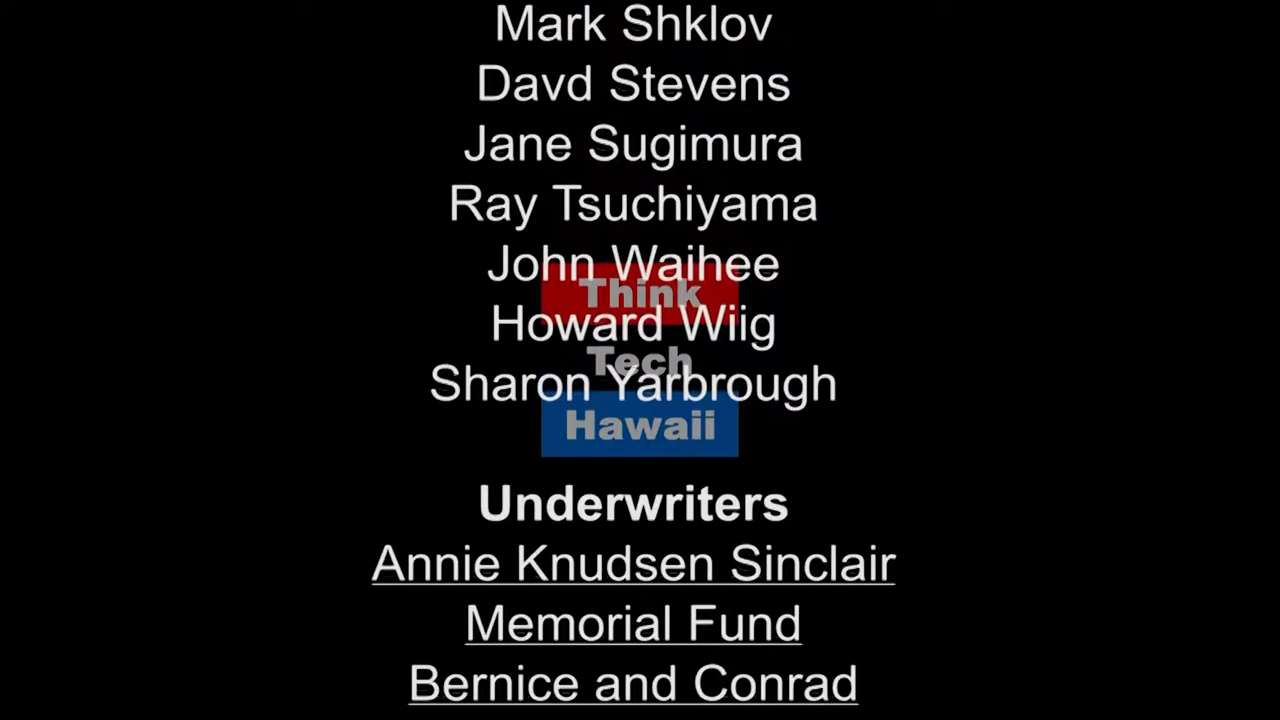 Mark Shklov
Davd Stevens
Jane Sugimura
Ray Tsuchiyama
John Waihee
Think
Howard Wiig
Tech
Sharon Yarbrough
Hawaii
Underwriters
Annie Knudsen Sinclair
Memorial Fund
Bernice and Conrad